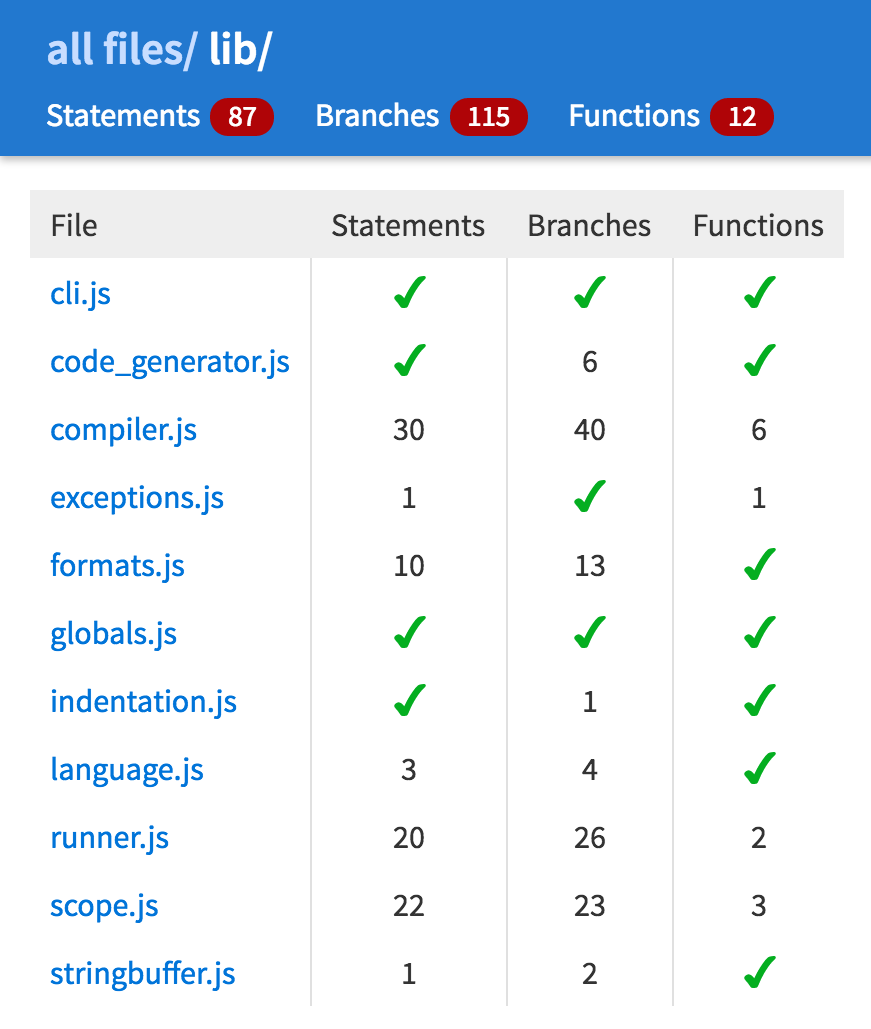 all files/ lib/
Statements 87 Branches 115 Functions 12
File Statements Branches Functions
cli.js ✔ ✔ ✔
code_generator.js ✔ 6 ✔
compiler.js 30 40 6
exceptions.js 1 ✔ 1
formats.js 10 13 ✔
globals.js ✔ ✔ ✔
indentation.js ✔ 1 ✔
language.js 3 4 ✔
runner.js 20 26 2
scope.js 22 23 3
stringbuffer.js 1 2 ✔